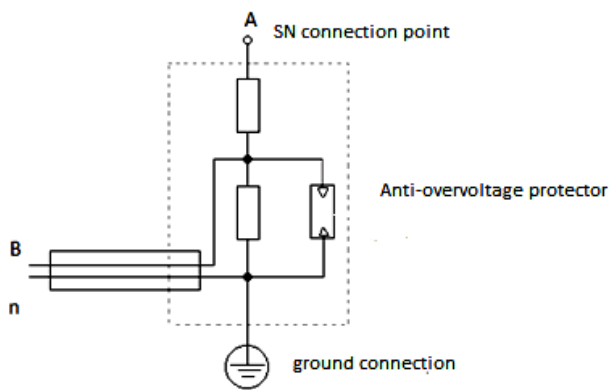 A
SN connection point
Anti-overvoltage protector
B
n
ground connection